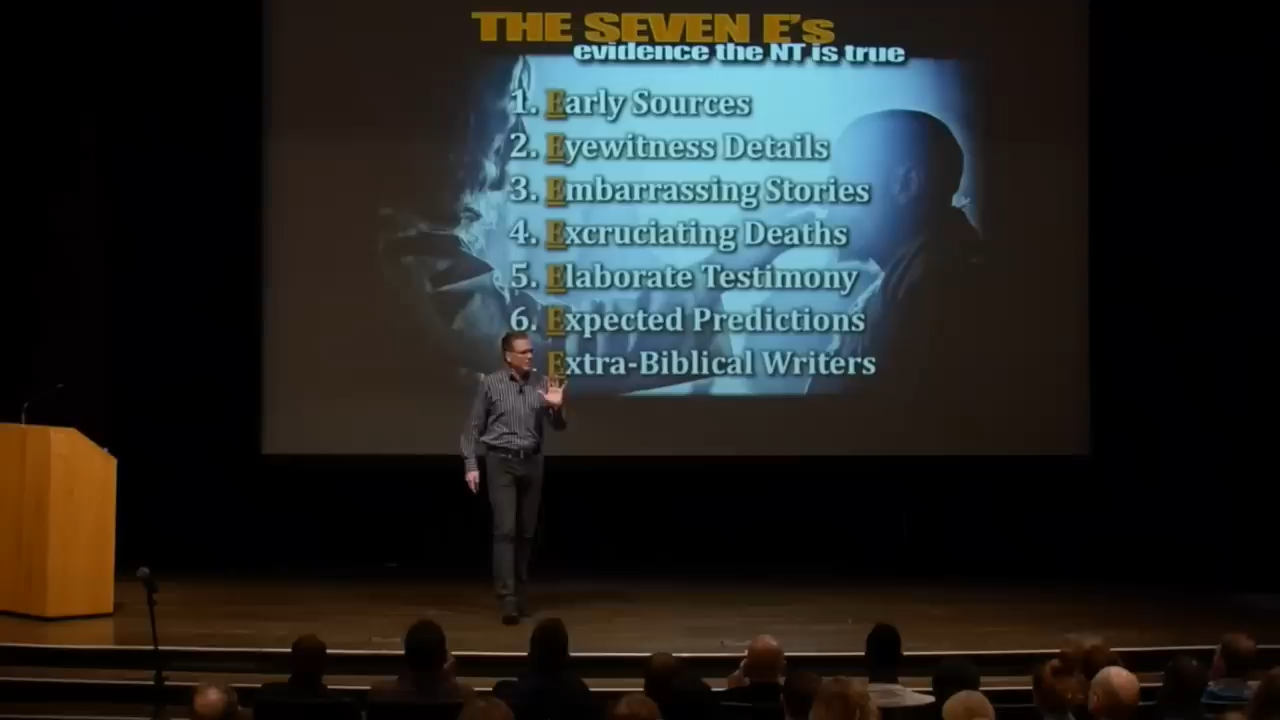 THE SEVEN E's
evidence the NT is true
1. Early Sources
2. Eyewitness Details
3. Embarrassing Stories
4. Excruciating Deaths
5. Elaborate Testimony
6. Expected Predictions
Extra-Biblical Writers